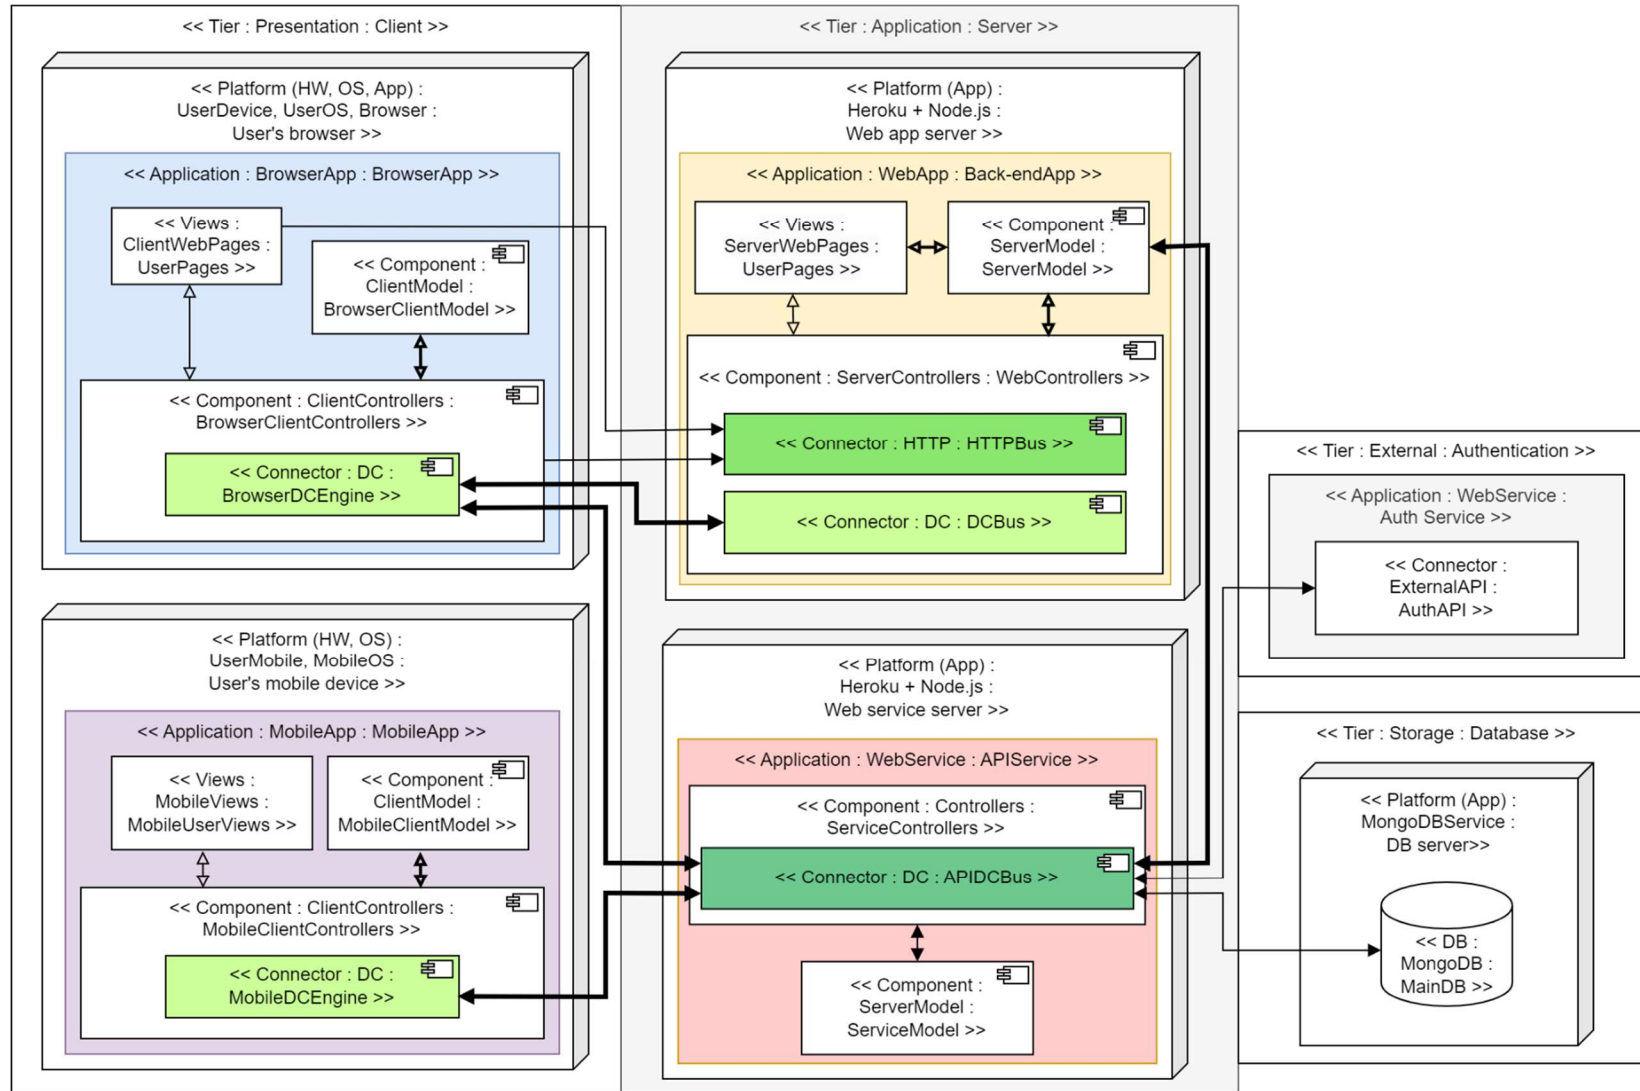 << Tier : Presentation : Client >>
<< Platform (HW, OS, App) :
UserDevice, UserOS, Browser :
User's browser >>
<< Application : BrowserApp : BrowserApp >>
<< Views :
ClientWebPages :
UserPages >>
<< Component :
ClientModel :
BrowserClientModel >>
<< Component : ClientControllers :
BrowserClientControllers >>
<< Connector : DC :
BrowserDCEngine >>
<< Platform (HW, OS) :
UserMobile, MobileOS :
User's mobile device >>
<< Application : MobileApp : MobileApp >>
<< Views :
MobileViews :
MobileUserViews >>
<< Component :
ClientModel :
MobileClientModel >>
<< Component : ClientControllers :
MobileClientControllers >>
<< Connector : DC :
MobileDCEngine >>
<< Tier : Application : Server >>
<< Platform (App) :
Heroku + Node.js :
Web app server >>
<< Application : WebApp : Back-endApp >>
<< Views :
ServerWebPages :
UserPages >>
<< Component :
ServerModel :
ServerModel >>
<< Component : ServerControllers : WebControllers >>
<< Connector : HTTP : HTTPBus >>
<< Connector : DC : DCBus >>
<< Platform (App) :
Heroku + Node.js :
Web service server >>
<< Application : WebService : APIService >>
<< Component : Controllers :
ServiceControllers >>
<< Connector : DC : APIDCBus >>
<< Component :
ServerModel :
ServiceModel >>
<< Tier : External : Authentication >>
<< Application : WebService :
Auth Service >>
<< Connector :
ExternalAPI :
AuthAPI >>
<< Tier : Storage : Database >>
<< Platform (App) :
MongoDBService :
DB server>>
<< DB :
MongoDB :
MainDB >>